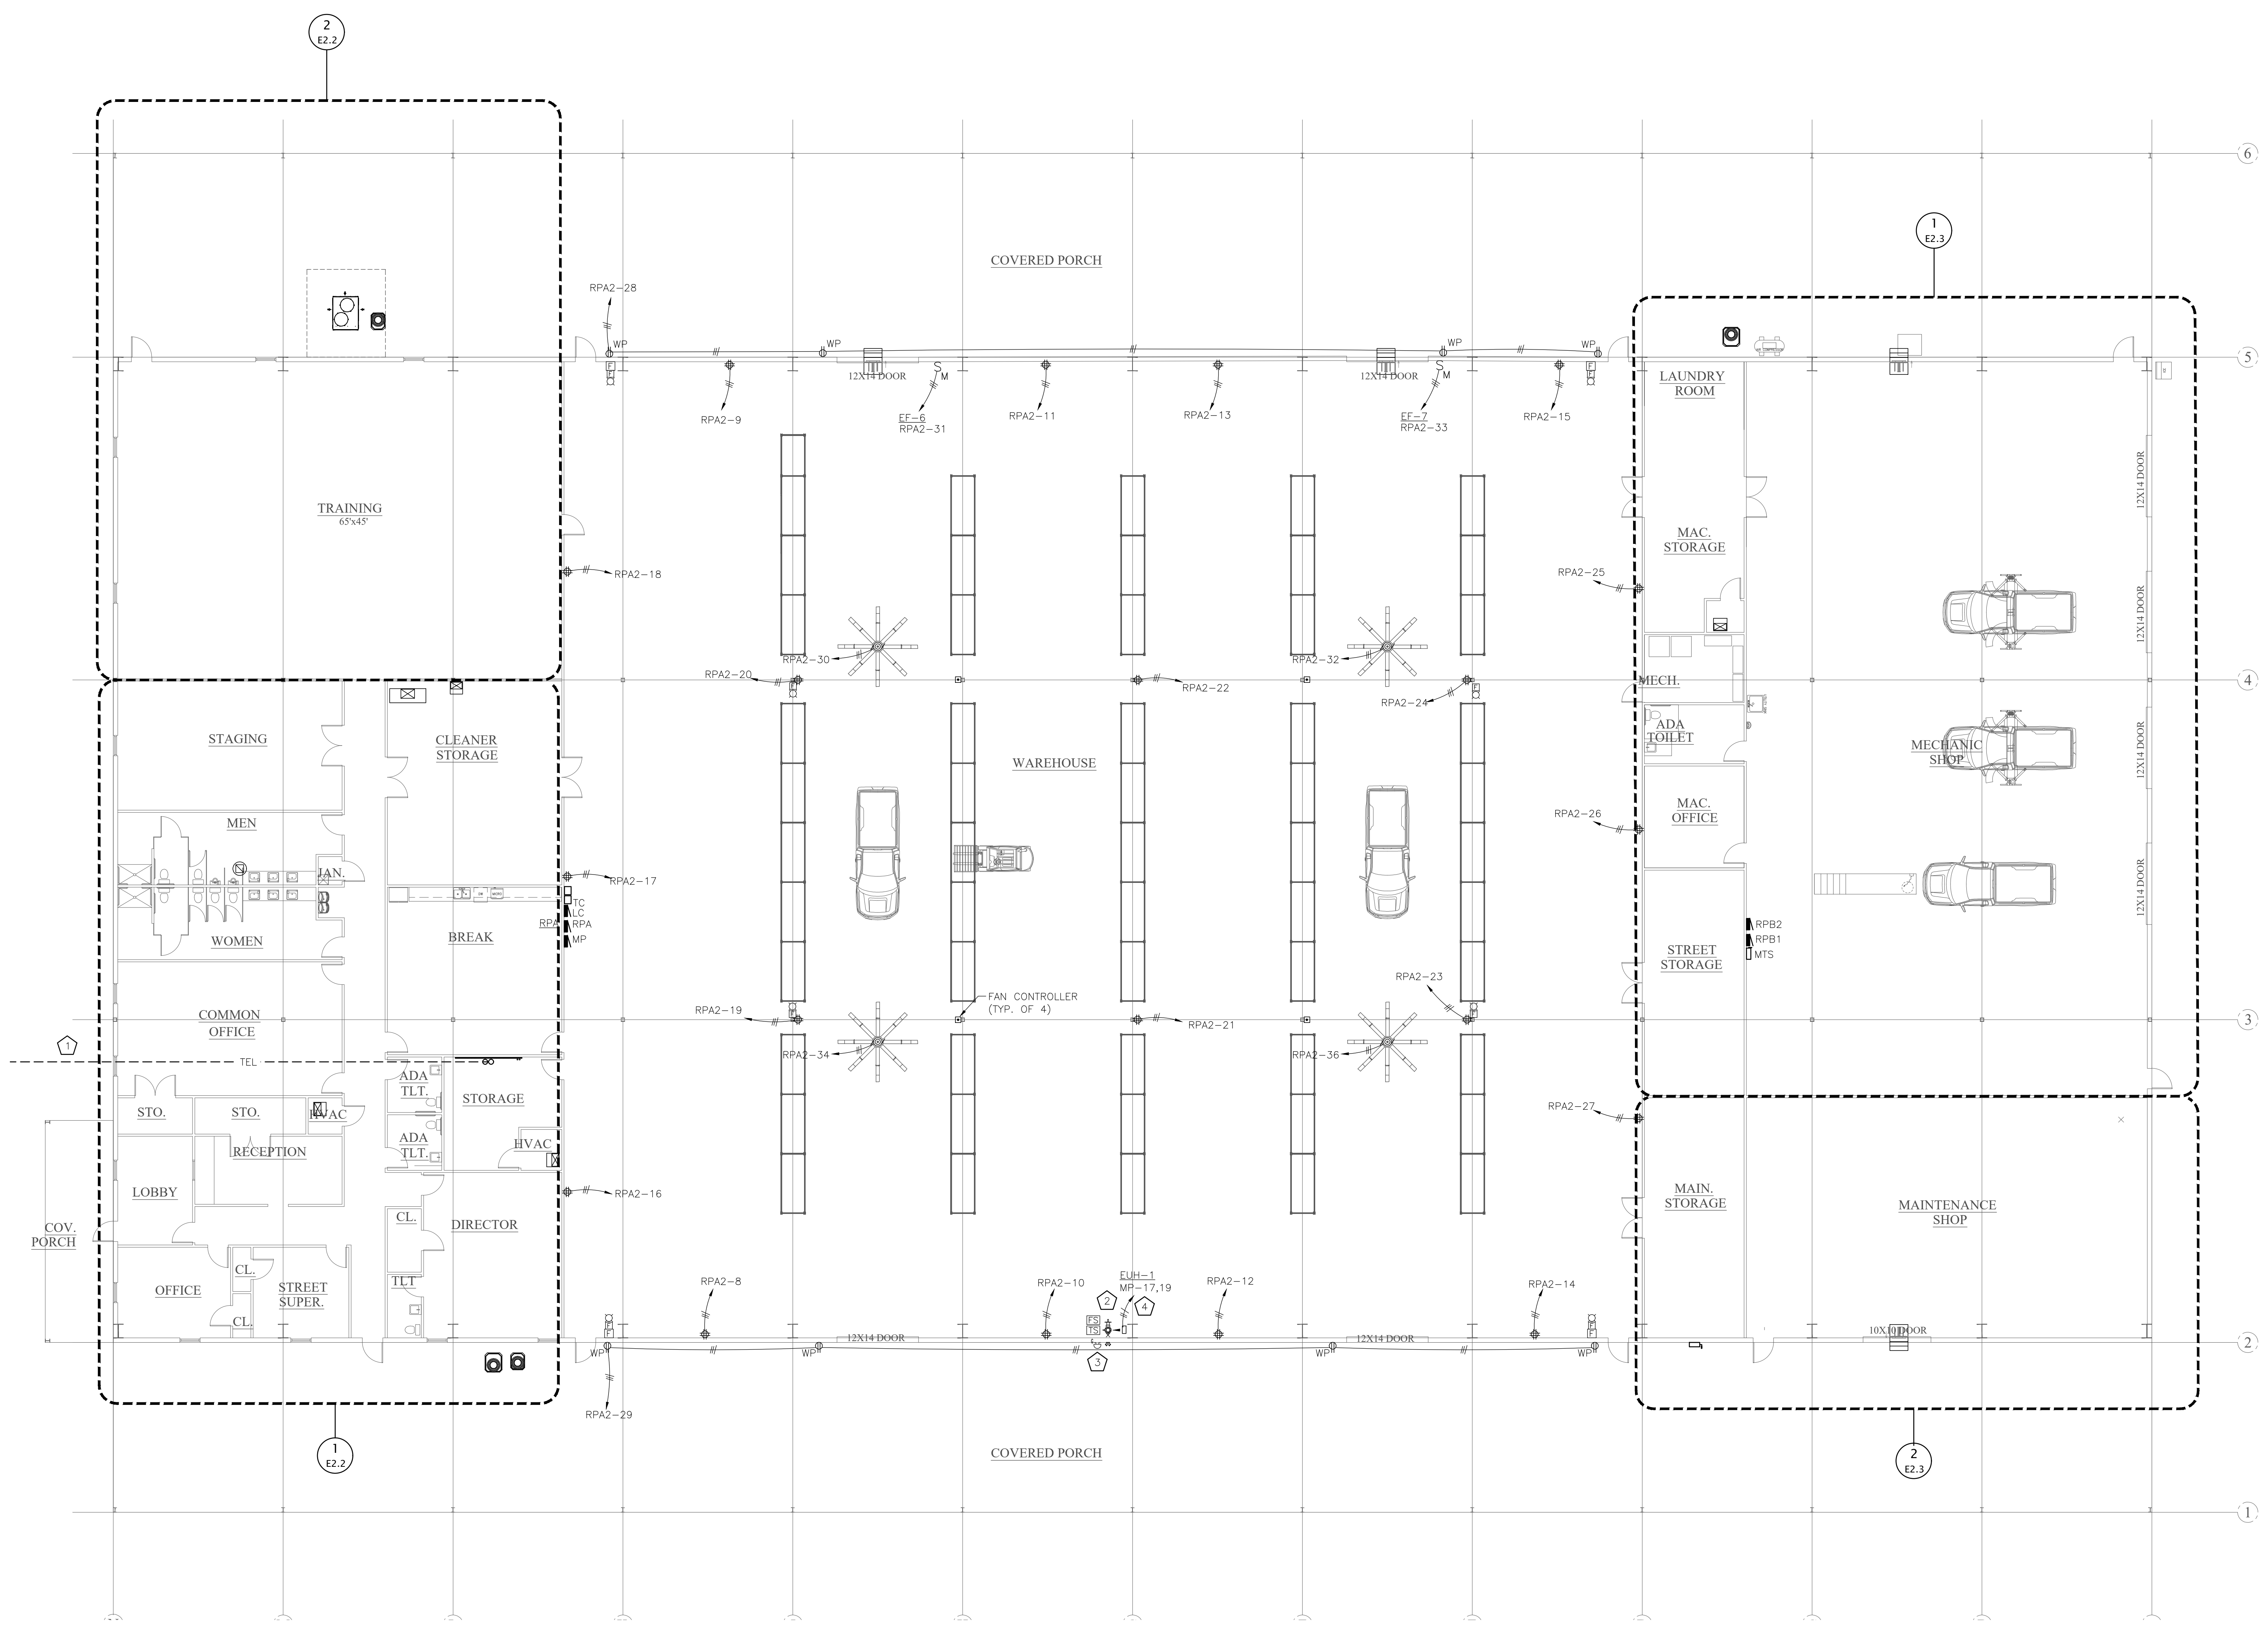 2
E2.2
6
1
E2.3
COVERED PORCH
RPA2-28
WP
WP
WP
WP
5
F
F
F
F
12X14 DOOR
12X14 DOOR
S
M
S
M
LAUNDRY
ROOM
RPA2-9
EF-6
RPA2-31
RPA2-11
RPA2-13
EF-7
RPA2-33
RPA2-15
12X14 DOOR
TRAINING
65'x45'
MAC.
STORAGE
RPA2-18
RPA2-25
12X14 DOOR
RPA2-30
RPA2-32
RPA2-20
RPA2-22
RPA2-24
F
F
4
MECH.
STAGING
CLEANER
STORAGE
WAREHOUSE
ADA
TOILET
MECHANIC
SHOP
12X14 DOOR
MEN
MAC.
OFFICE
RPA2-26
JAN.
RPA2-17
12X14 DOOR
DW
MICRO
TC
LC
RPA
RPA
MP
WOMEN
BREAK
RPB2
RPB1
MTS
STREET
STORAGE
RPA2-23
FAN CONTROLLER
(TYP. OF 4)
RPA2-19
RPA2-21
F
F
3
COMMON
OFFICE
1
TEL
RPA2-34
RPA2-36
ADA
TLT.
STORAGE
STO.
STO.
HVAC
RPA2-27
ADA
TLT.
HVAC
RECEPTION
LOBBY
RPA2-16
MAIN.
STORAGE
MAINTENANCE
SHOP
CL.
DIRECTOR
COV.
PORCH
CL.
OFFICE
STREET
SUPER.
TLT
CL.
RPA2-8
RPA2-10
EUH-1
MP-17,19
RPA2-12
RPA2-14
2
4
FS
TS
F
F
F
F
12X14 DOOR
12X14 DOOR
10X10 DOOR
2
WP
WP
WP
WP
3
RPA2-29
1
E2.2
COVERED PORCH
2
E2.3
1